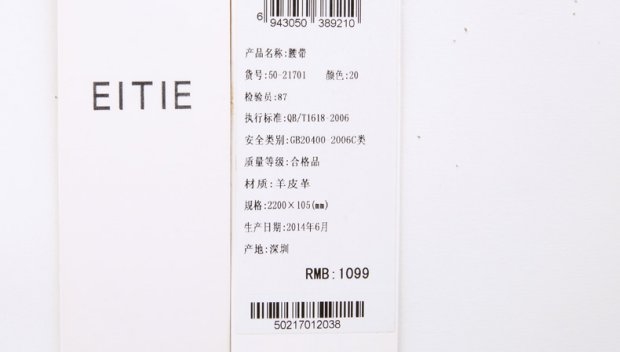 EITIE
6 943050 389210
产品名称:腰带
货号:50-21701 颜色:20
检验员:87
执行标准:QB/T1618-2006
安全类别:GB20400 2006C类
质量等级:合格品
材质:羊皮革
规格:2200×105(mm)
生产日期:2014年6月
产地:深圳
RMB:1099
50217012038